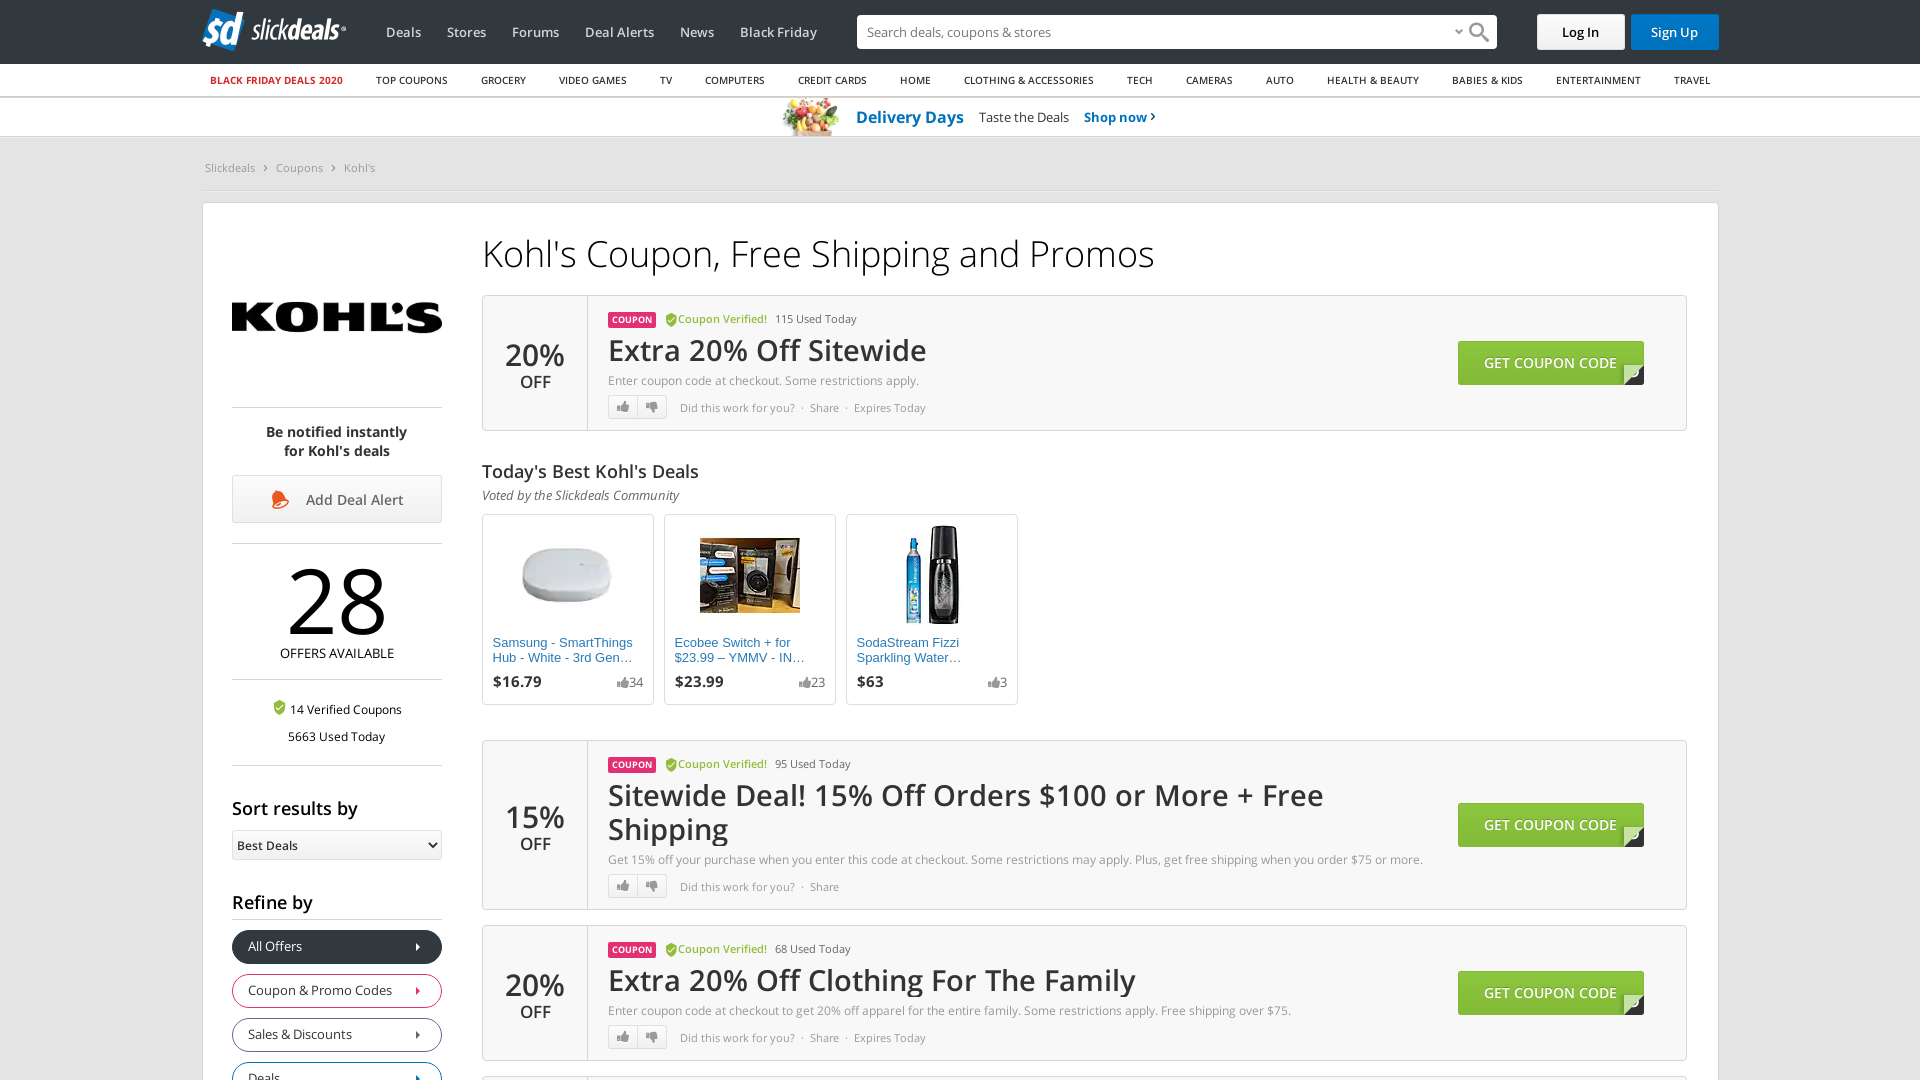 slickdeals
Deals
Stores
Forums
Deal Alerts
News
Black Friday
Search deals, coupons & stores
Log In
Sign Up
BLACK FRIDAY DEALS 2020
TOP COUPONS
GROCERY
VIDEO GAMES
TV
COMPUTERS
CREDIT CARDS
HOME
CLOTHING & ACCESSORIES
TECH
CAMERAS
AUTO
HEALTH & BEAUTY
BABIES & KIDS
ENTERTAINMENT
TRAVEL
Delivery Days Taste the Deals Shop now
Slickdeals > Coupons > Kohl's
KOHL'S
Be notified instantly
for Kohl's deals
Add Deal Alert
28
OFFERS AVAILABLE
14 Verified Coupons
5663 Used Today
Sort results by
Best Deals
Refine by
All Offers
Coupon & Promo Codes
Sales & Discounts
Deals
Kohl's Coupon, Free Shipping and Promos
20%
OFF
COUPON Coupon Verified! 115 Used Today
Extra 20% Off Sitewide
Enter coupon code at checkout. Some restrictions apply.
Did this work for you? · Share · Expires Today
GET COUPON CODE
Today's Best Kohl's Deals
Voted by the Slickdeals Community
Samsung - SmartThings
Hub - White - 3rd Gen…
$16.79 34
Ecobee Switch + for
$23.99 – YMMV - IN…
$23.99 23
SodaStream Fizzi
Sparkling Water…
$63 3
15%
OFF
COUPON Coupon Verified! 95 Used Today
Sitewide Deal! 15% Off Orders $100 or More + Free
Shipping
Get 15% off your purchase when you enter this code at checkout. Some restrictions may apply. Plus, get free shipping when you order $75 or more.
Did this work for you? · Share
GET COUPON CODE
20%
OFF
COUPON Coupon Verified! 68 Used Today
Extra 20% Off Clothing For The Family
Enter coupon code at checkout to get 20% off apparel for the entire family. Some restrictions apply. Free shipping over $75.
Did this work for you? · Share · Expires Today
GET COUPON CODE